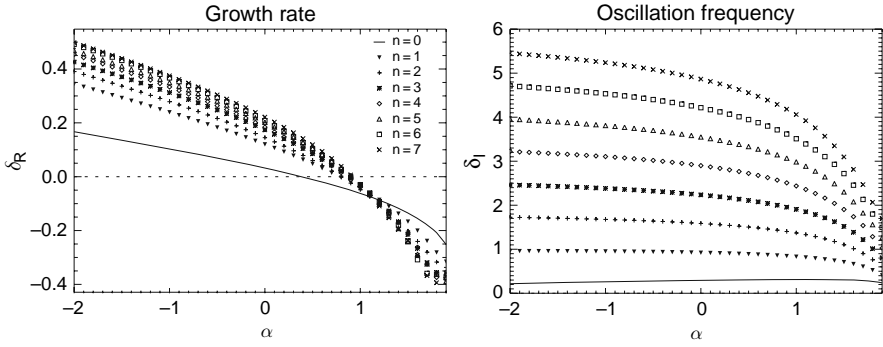 Growth rate
n=0
n=1
n=2
n=3
n=4
n=5
n=6
n=7
0.4
0.2
0.0
−0.2
−0.4
δR
−2
−1
0
1
α
Oscillation frequency
6
5
4
3
2
1
0
δI
−2
−1
0
1
α